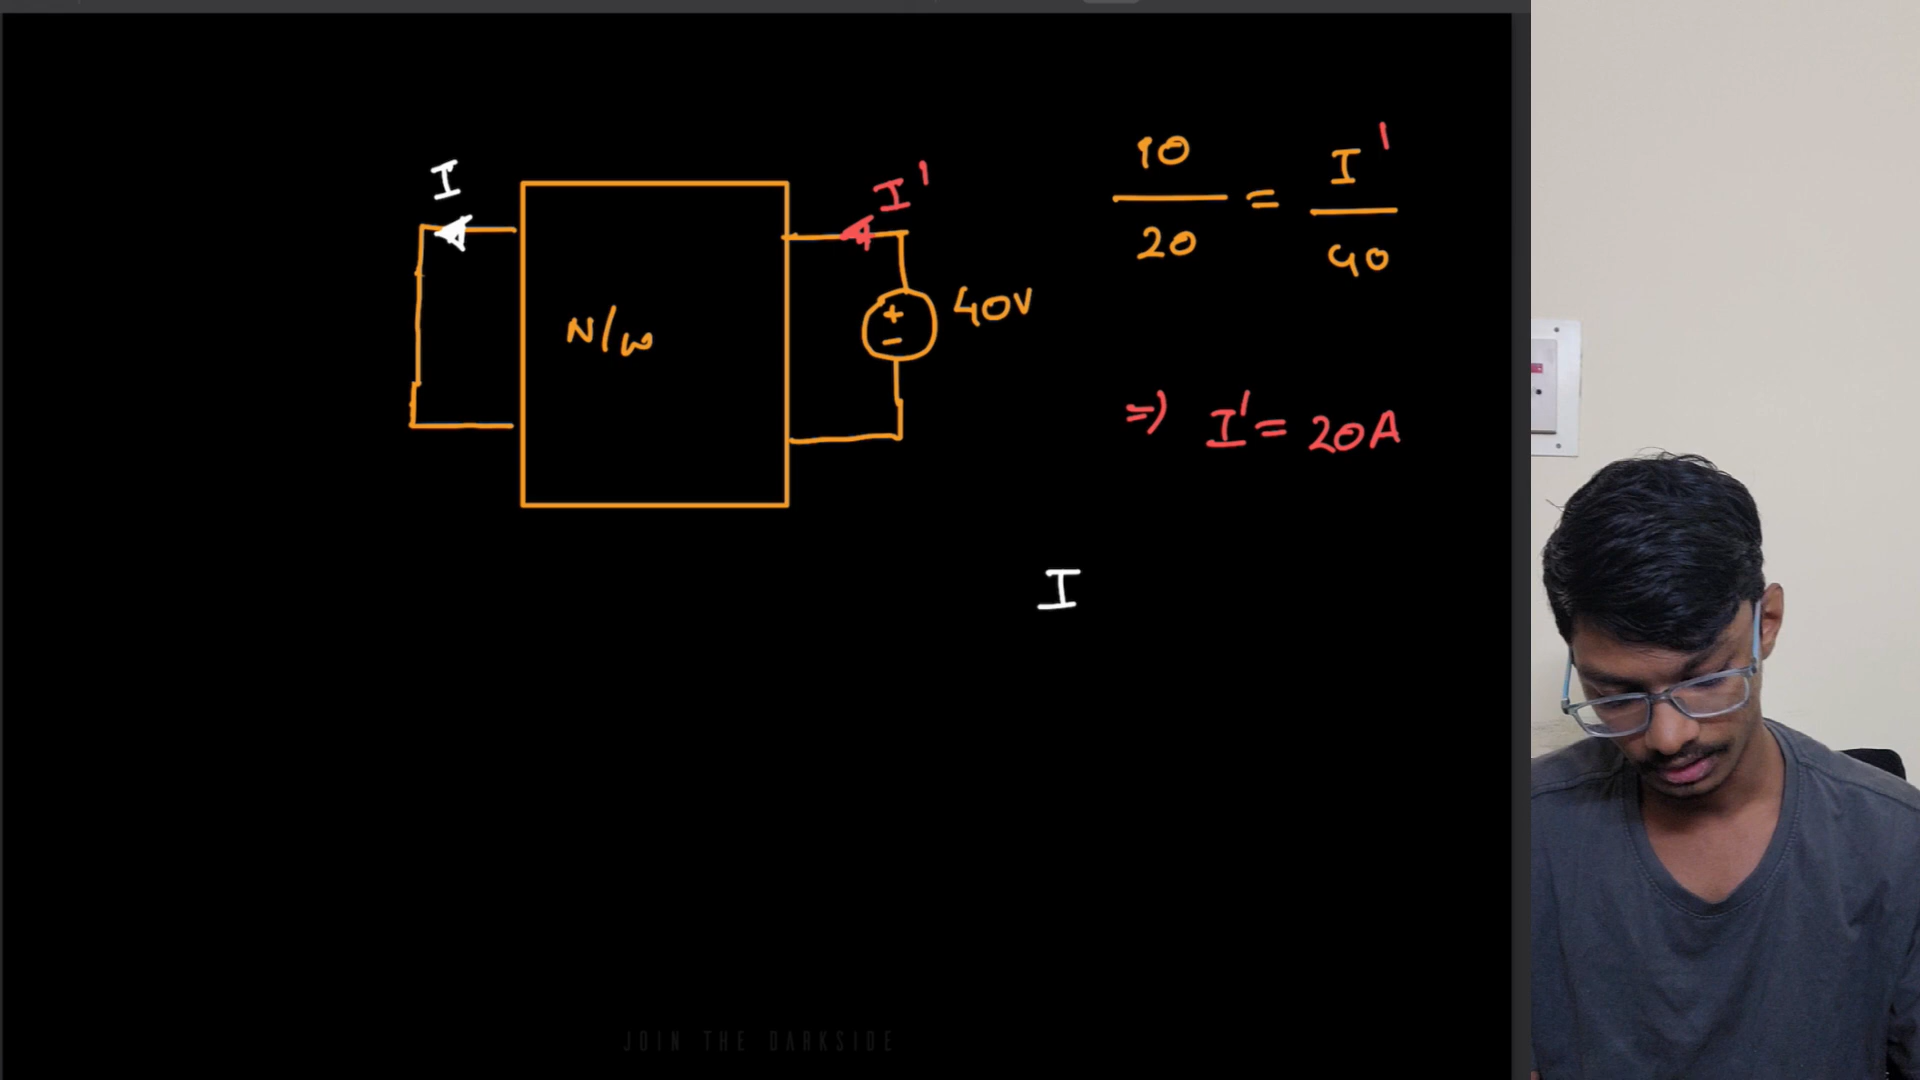 I
I'
N/w
+
-
40V
10
20
=
I'
40
=> I' = 20A
I
JOIN THE DARKSIDE